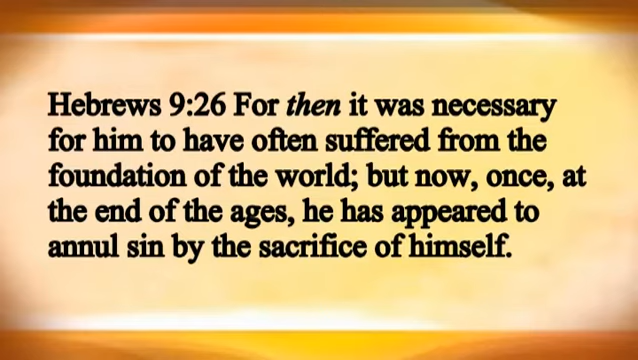 Hebrews 9:26 For then it was necessary
for him to have often suffered from the
foundation of the world; but now, once, at
the end of the ages, he has appeared to
annul sin by the sacrifice of himself.